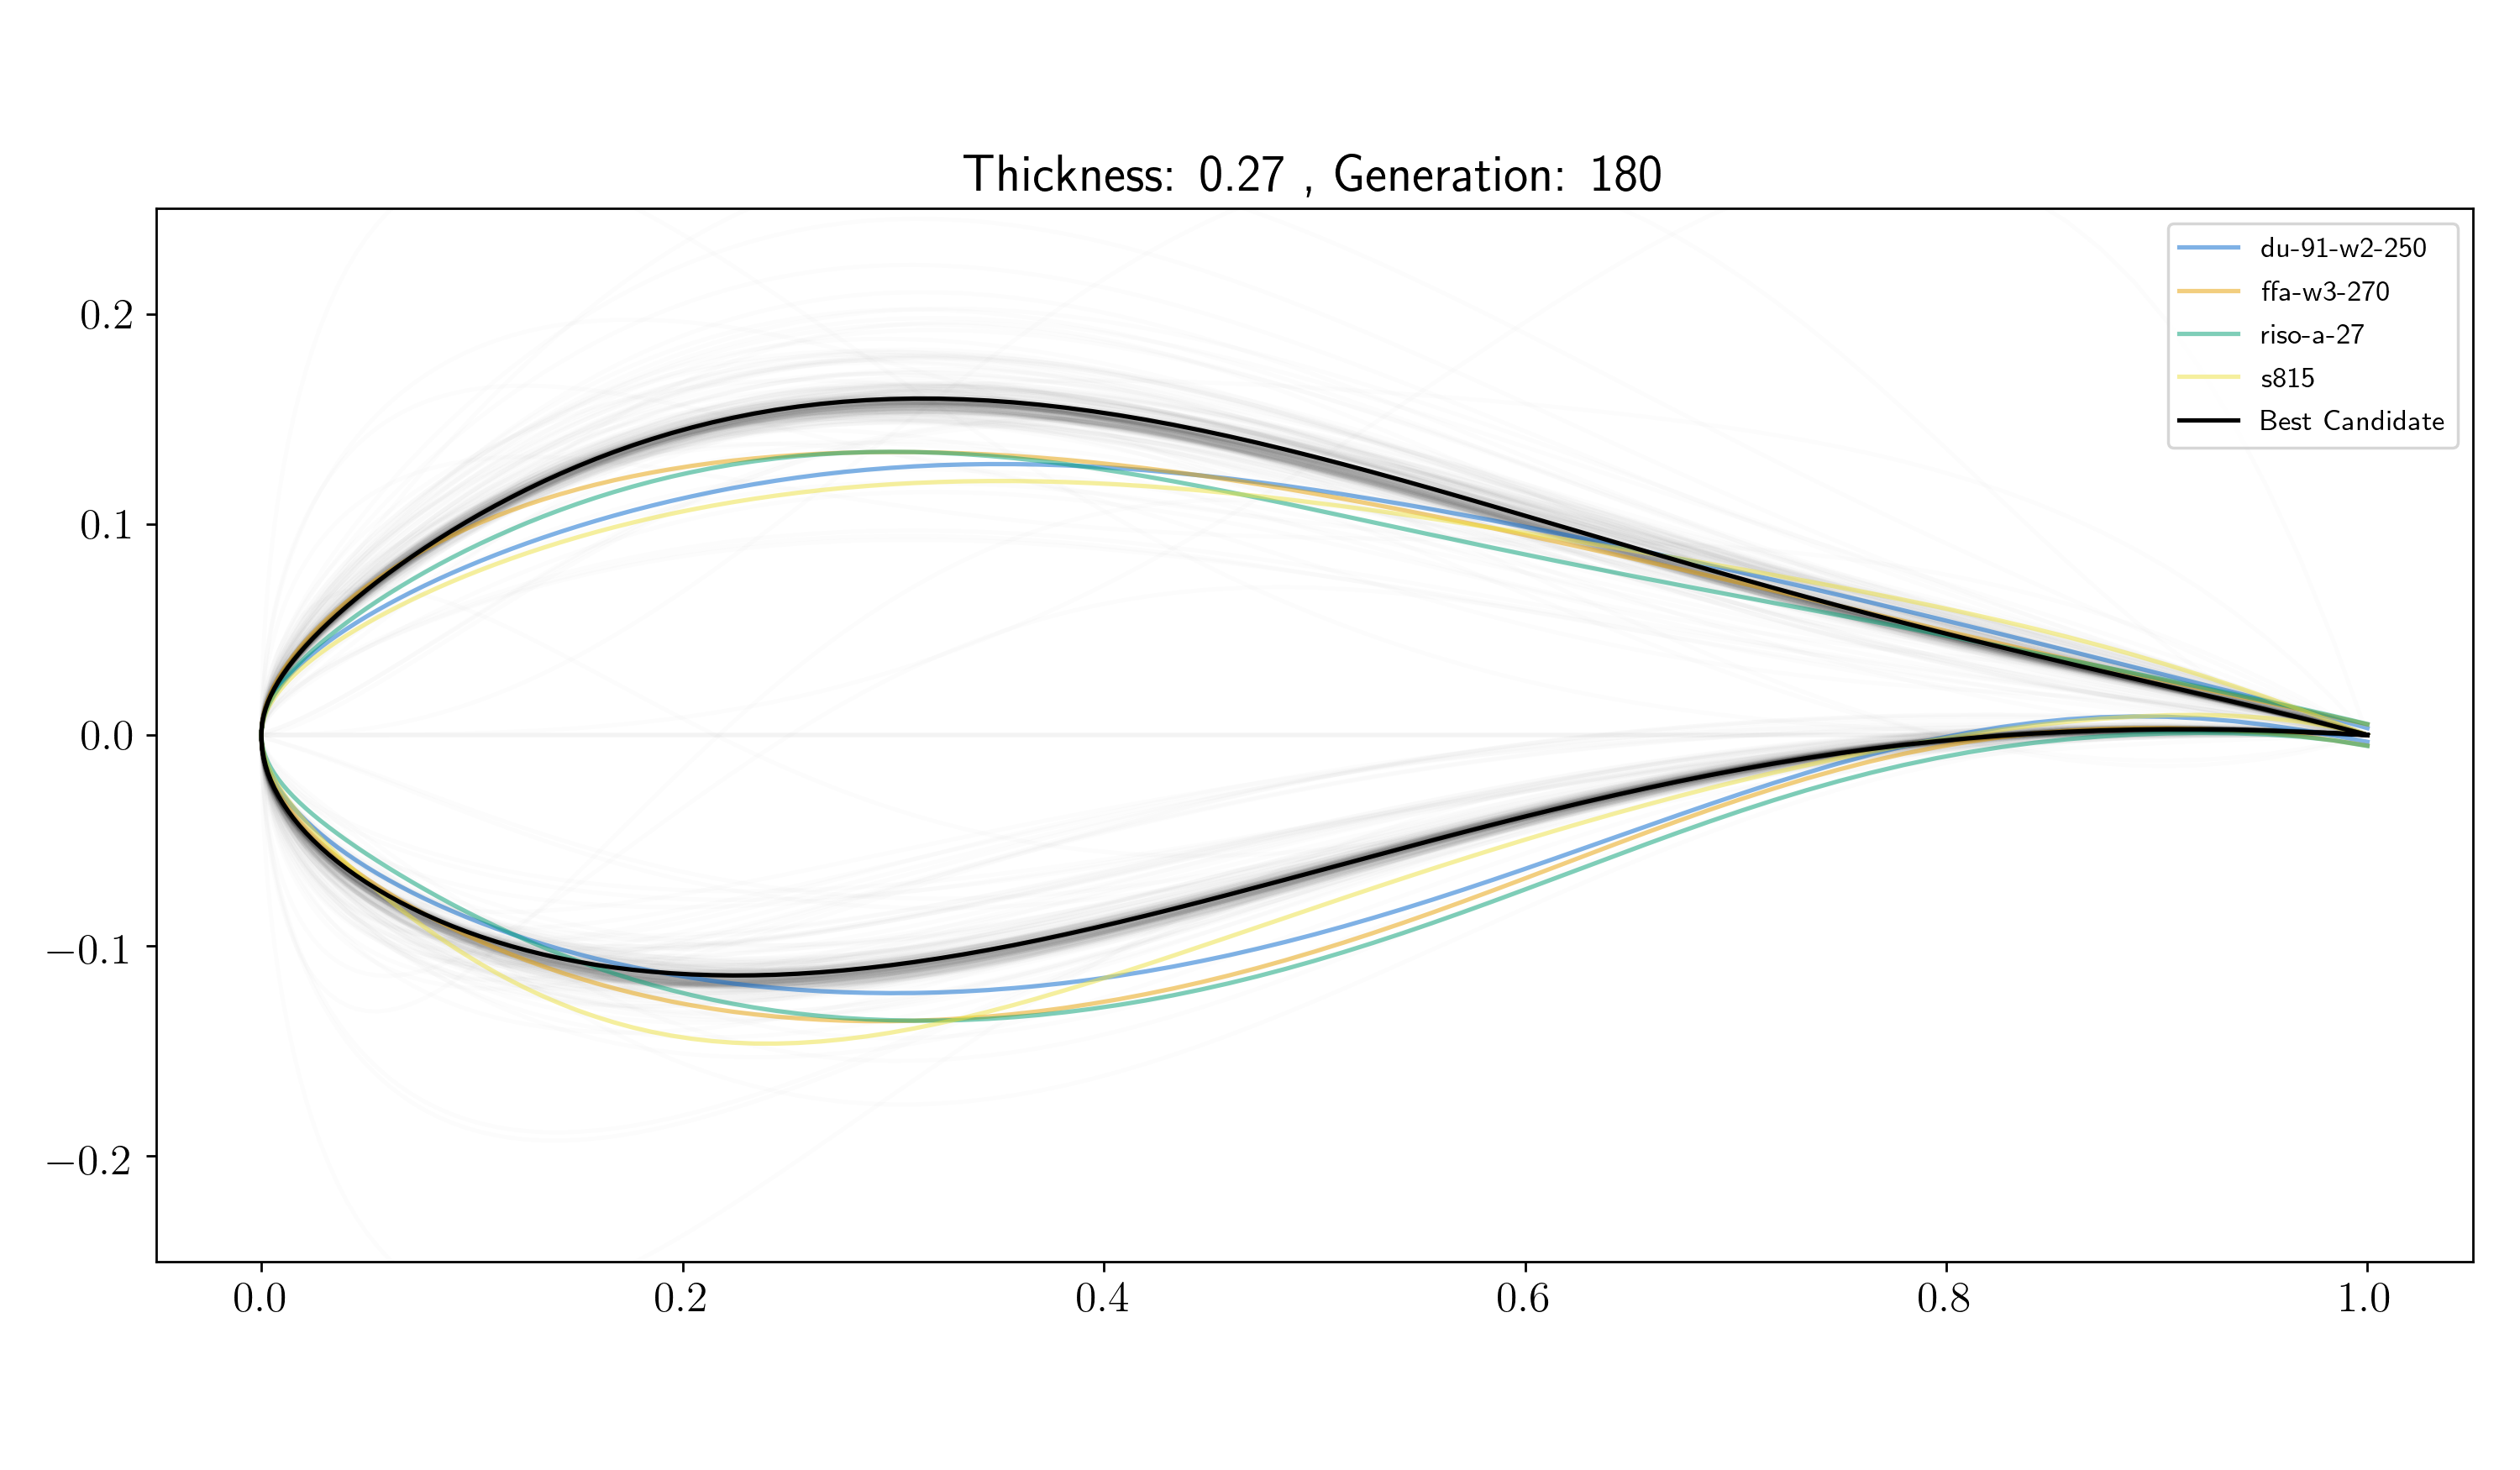 Thickness: 0.27 , Generation: 180
du-91-w2-250
ffa-w3-270
riso-a-27
s815
Best Candidate
0.2
0.1
0.0
−0.1
−0.2
0.0 0.2 0.4 0.6 0.8 1.0